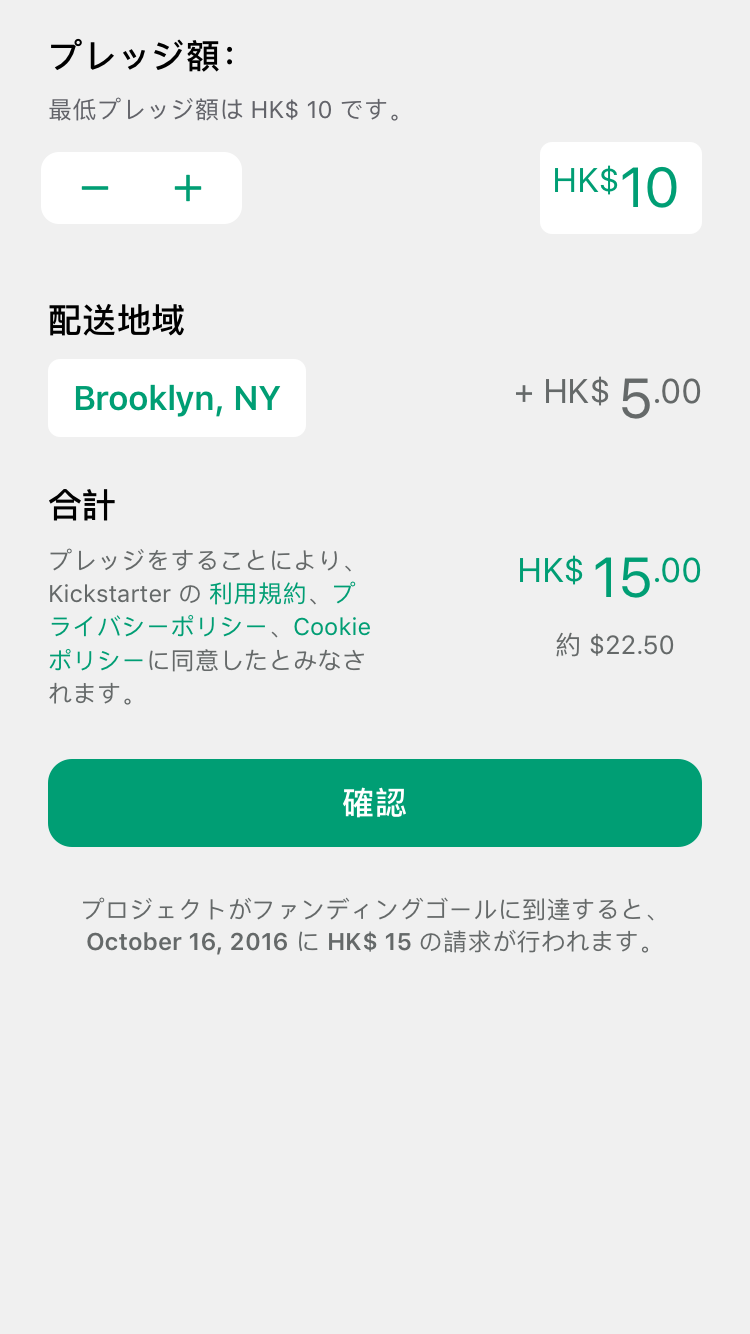 プレッジ額：
最低プレッジ額は HK$ 10 です。
HK$10
配送地域
Brooklyn, NY
+ HK$ 5.00
合計
プレッジをすることにより、
Kickstarter の 利用規約、プ
ライバシーポリシー、Cookie
ポリシーに同意したとみなさ
れます。
HK$ 15.00
約 $22.50
確認
プロジェクトがファンディングゴールに到達すると、
October 16, 2016 に HK$ 15 の請求が行われます。